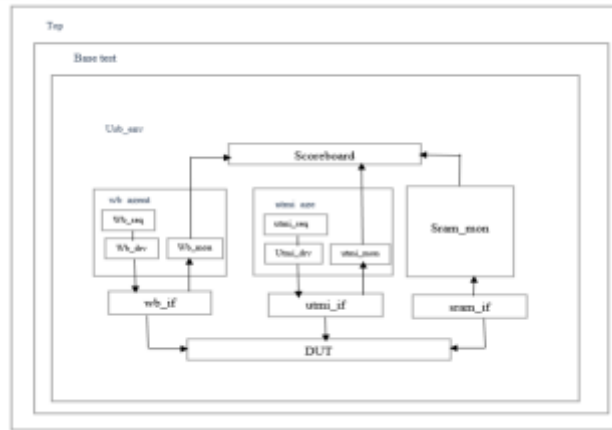 Top
Base test
Usb_env
Scoreboard
Wb_seq
Wb_drv
Wb_mon
utmi_seq
Utmi_drv
utmi_mon
Sram_mon
wb_if
utmi_if
sram_if
DUT